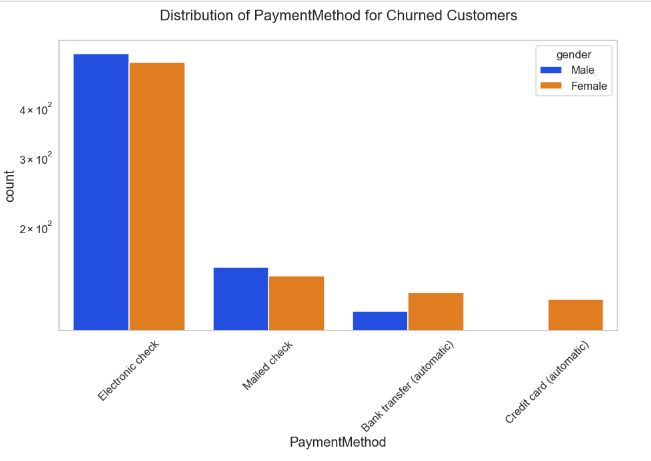 Distribution of PaymentMethod for Churned Customers
gender
Male
Female
4 × 10²
3 × 10²
2 × 10²
count
Electronic check
Mailed check
Bank transfer (automatic)
Credit card (automatic)
PaymentMethod